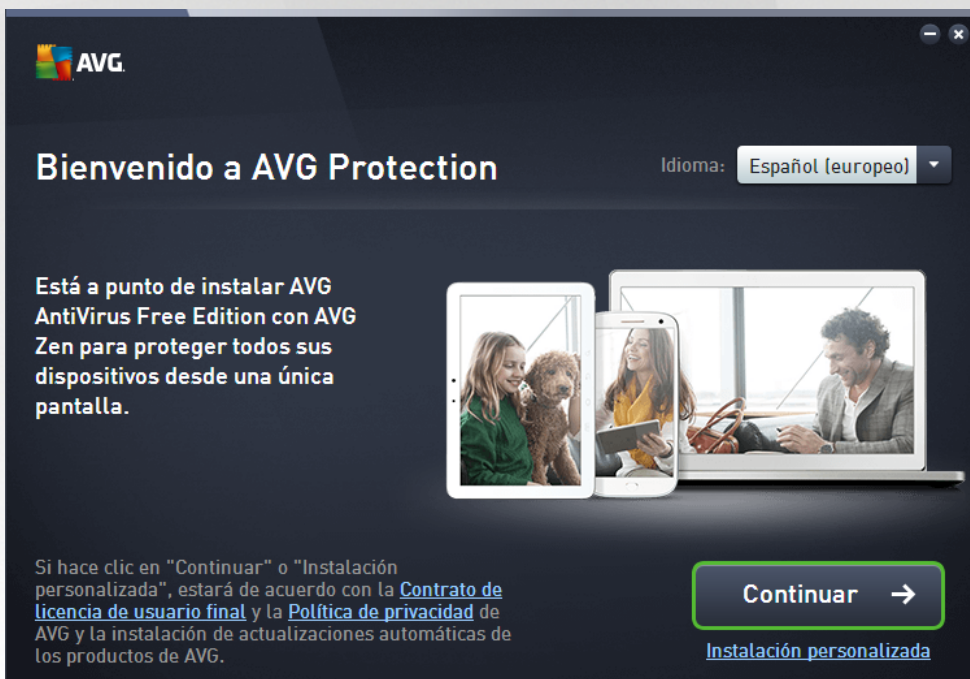 AVG.
Bienvenido a AVG Protection
Idioma:
Español (europeo)
Está a punto de instalar AVG
AntiVirus Free Edition con AVG
Zen para proteger todos sus
dispositivos desde una única
pantalla.
Si hace clic en "Continuar" o "Instalación
personalizada", estará de acuerdo con la Contrato de
licencia de usuario final y la Política de privacidad de
AVG y la instalación de actualizaciones automáticas de
los productos de AVG.
Continuar →
Instalación personalizada